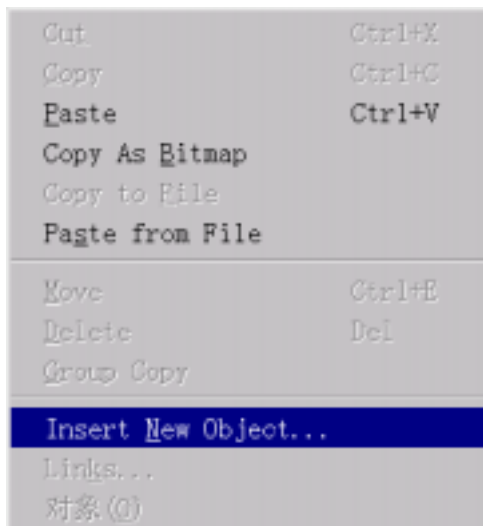 Cut Ctrl+X
Copy Ctrl+C
Paste Ctrl+V
Copy As Bitmap
Copy to File
Paste from File
Move Ctrl+E
Delete Del
Group Copy
Insert New Object...
Links...
对象(O)